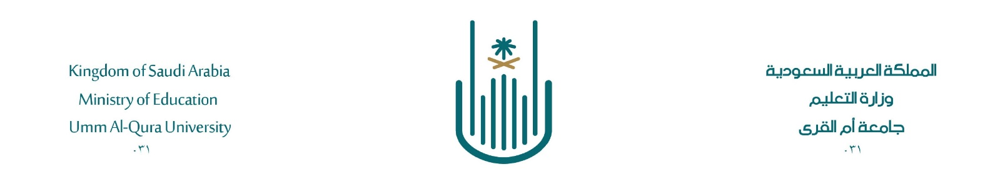 Kingdom of Saudi Arabia
Ministry of Education
Umm Al-Qura University
٠٣١
المملكة العربية السعودية
وزارة التعليم
جامعة أم القرى
٠٣١